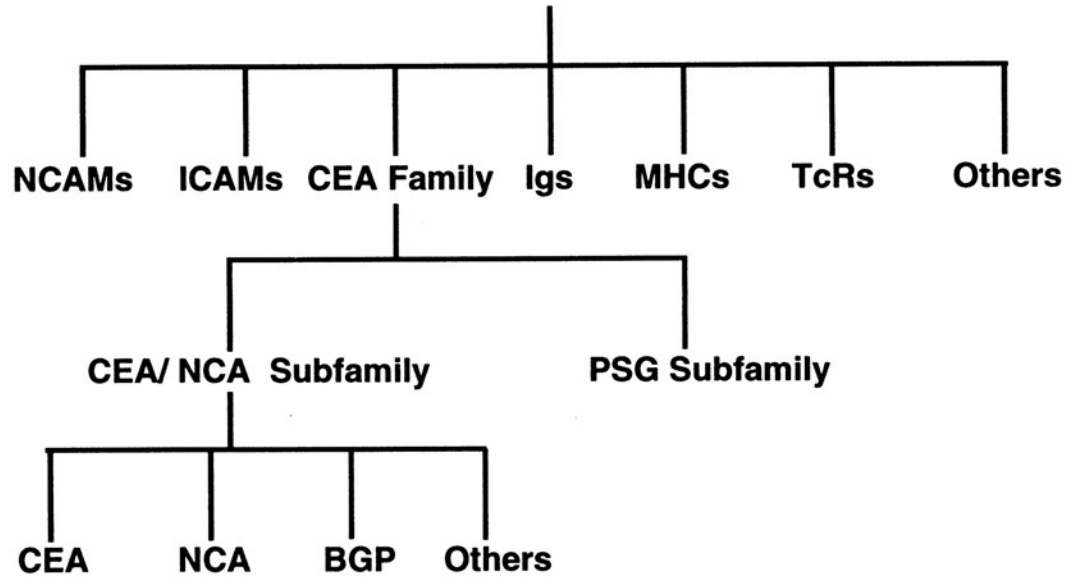 NCAMs ICAMs CEA Family Igs MHCs TcRs Others
CEA/ NCA Subfamily PSG Subfamily
CEA NCA BGP Others